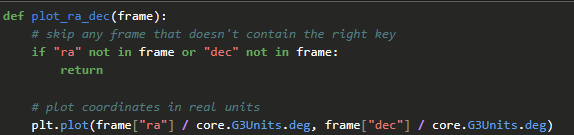 def plot_ra_dec(frame):
    # skip any frame that doesn't contain the right key
    if "ra" not in frame or "dec" not in frame:
        return

    # plot coordinates in real units
    plt.plot(frame["ra"] / core.G3Units.deg, frame["dec"] / core.G3Units.deg)